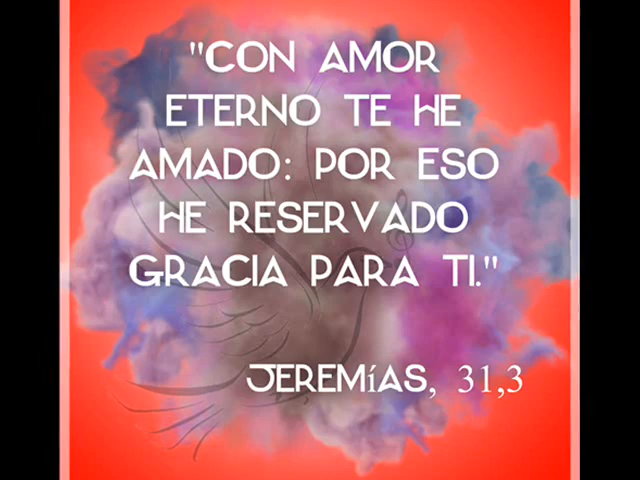 "CON AMOR
ETERNO TE HE
AMADO: POR ESO
HE RESERVADO
GRACIA PARA TI."
JEREMÍAS, 31,3